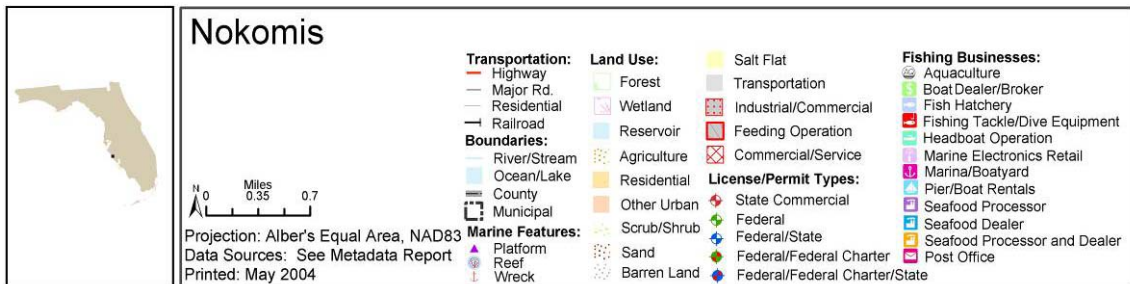 Nokomis
N
Miles
0 0.35 0.7
Projection: Alber's Equal Area, NAD83
Data Sources: See Metadata Report
Printed: May 2004
Transportation:
Highway
Major Rd.
Residential
Railroad
Boundaries:
River/Stream
Ocean/Lake
County
Municipal
Marine Features:
Platform
Reef
Wreck
Land Use:
Forest
Wetland
Reservoir
Agriculture
Residential
Other Urban
Scrub/Shrub
Sand
Barren Land
Salt Flat
Transportation
Industrial/Commercial
Feeding Operation
Commercial/Service
License/Permit Types:
State Commercial
Federal
Federal/State
Federal/Federal Charter
Federal/Federal Charter/State
Fishing Businesses:
Aquaculture
Boat Dealer/Broker
Fish Hatchery
Fishing Tackle/Dive Equipment
Headboat Operation
Marine Electronics Retail
Marina/Boatyard
Pier/Boat Rentals
Seafood Processor
Seafood Dealer
Seafood Processor and Dealer
Post Office